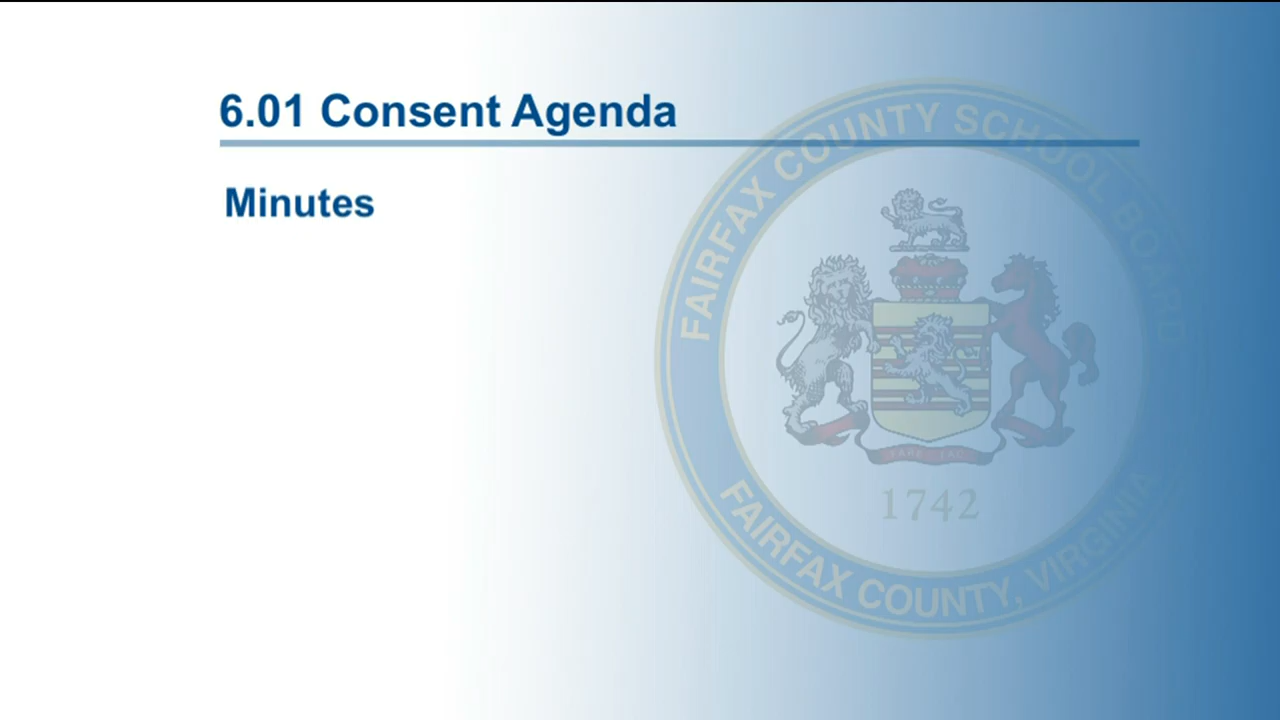 6.01 Consent Agenda
Minutes
FAIRFAX COUNTY SCHOOL BOARD
1742
FAIRFAX COUNTY, VIRGINIA